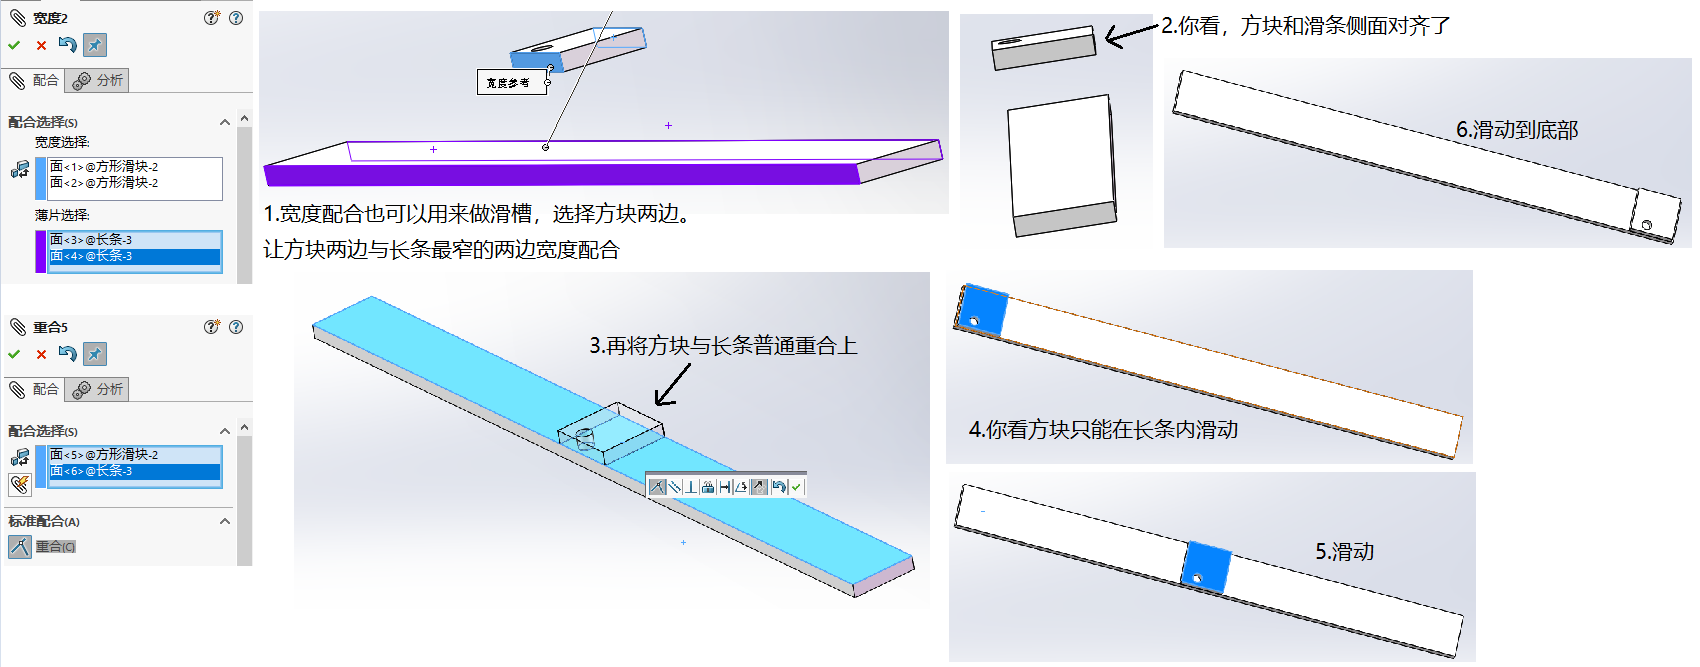 宽度2
配合
分析
配合选择(S)
宽度选择:
面<1>@方形滑块-2
面<2>@方形滑块-2
薄片选择:
面<3>@长条-3
面<4>@长条-3
宽度参考
1.宽度配合也可以用来做滑槽，选择方块两边。
让方块两边与长条最窄的两边宽度配合
2.你看，方块和滑条侧面对齐了
6.滑动到底部
重合5
配合
分析
配合选择(S)
面<5>@方形滑块-2
面<6>@长条-3
标准配合(A)
重合(C)
3.再将方块与长条普通重合上
4.你看方块只能在长条内滑动
5.滑动